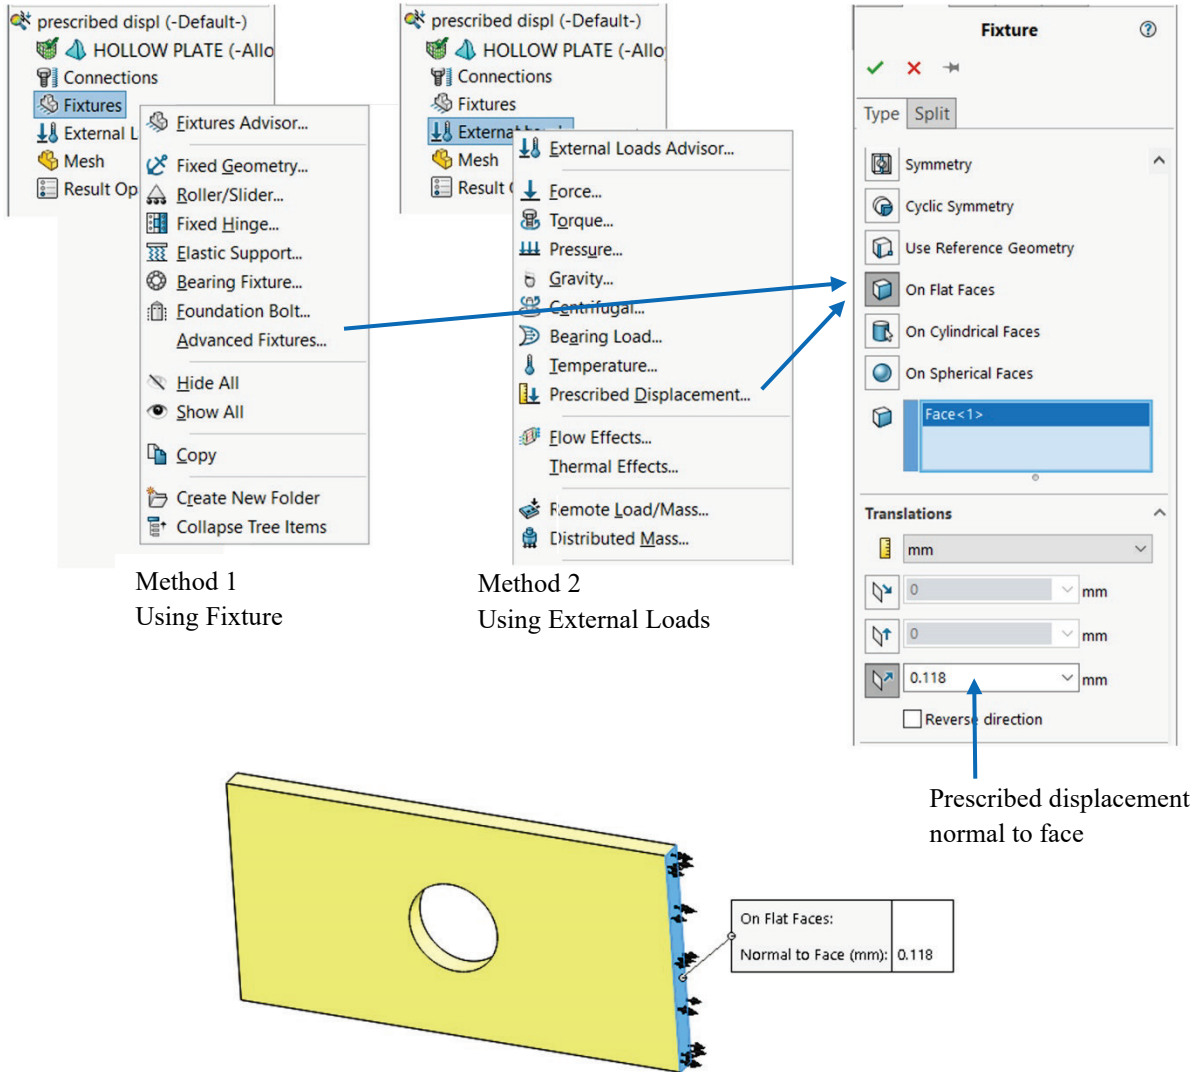 prescribed displ (-Default-)
HOLLOW PLATE (-Allo
Connections
Fixtures
External L
Mesh
Result Op
Fixtures Advisor...
Fixed Geometry...
Roller/Slider...
Fixed Hinge...
Elastic Support...
Bearing Fixture...
Foundation Bolt...
Advanced Fixtures...
Hide All
Show All
Copy
Create New Folder
Collapse Tree Items
Method 1
Using Fixture
prescribed displ (-Default-)
HOLLOW PLATE (-Allo
Connections
Fixtures
External
Mesh
Result
External Loads Advisor...
Force...
Torque...
Pressure...
Gravity...
Centrifugal...
Bearing Load...
Temperature...
Prescribed Displacement...
Flow Effects...
Thermal Effects...
Remote Load/Mass...
Distributed Mass...
Method 2
Using External Loads
Fixture
Type Split
Symmetry
Cyclic Symmetry
Use Reference Geometry
On Flat Faces
On Cylindrical Faces
On Spherical Faces
Face<1>
Translations
mm
0 mm
0 mm
0.118 mm
Reverse direction
Prescribed displacement
normal to face
On Flat Faces:
Normal to Face (mm): 0.118